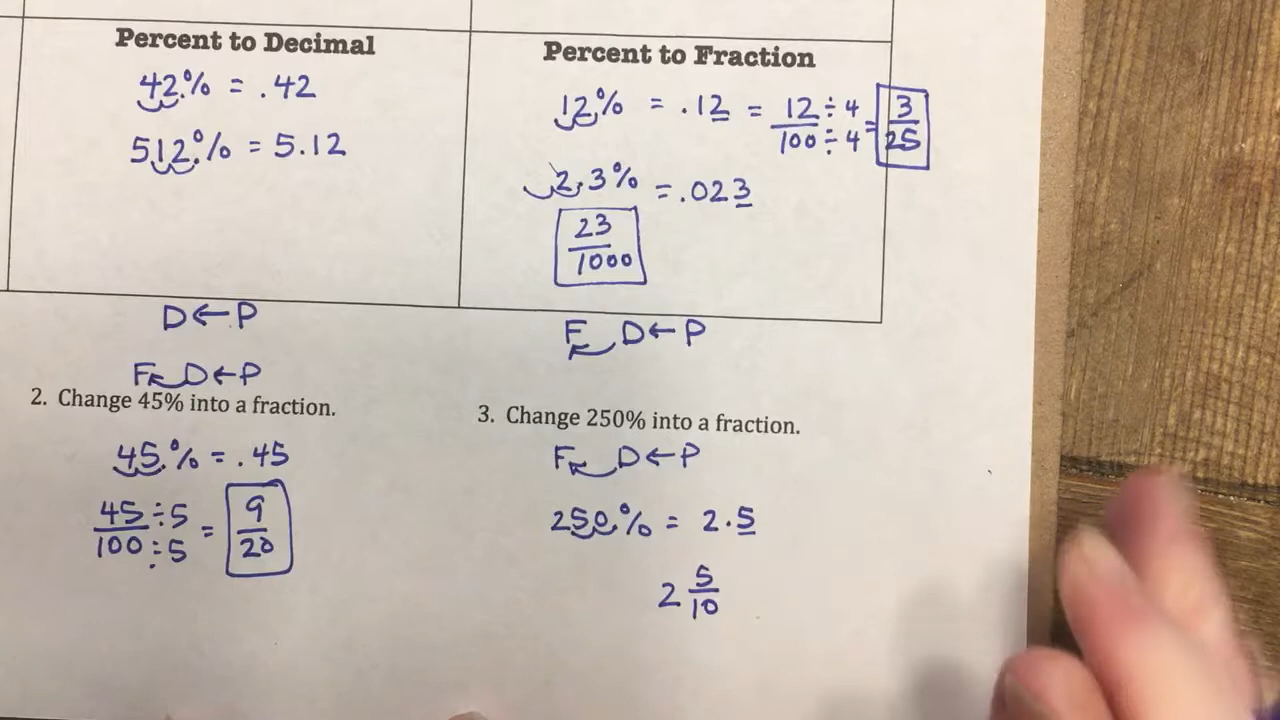 Percent to Decimal
42.% = .42
512.% = 5.12
Percent to Fraction
12% = .12 = 12 ÷ 4 / 100 ÷ 4 = 3/25
2.3% = .023
23/1000
D ← P
F D ← P
F D ← P
2. Change 45% into a fraction.
45.% = .45
45 ÷ 5 / 100 ÷ 5 = 9/20
3. Change 250% into a fraction.
F D ← P
250.% = 2.5
2 5/10